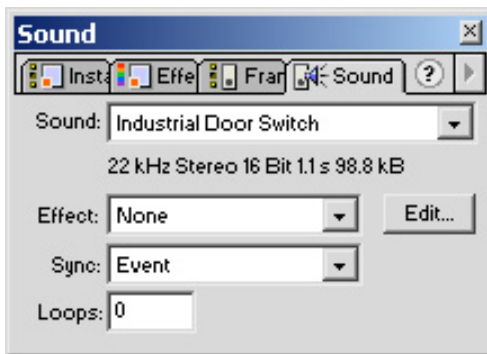 Sound
Inst Effe Fran Sound ?
Sound: Industrial Door Switch
22 kHz Stereo 16 Bit 1.1 s 98.8 kB
Effect: None Edit...
Sync: Event
Loops: 0